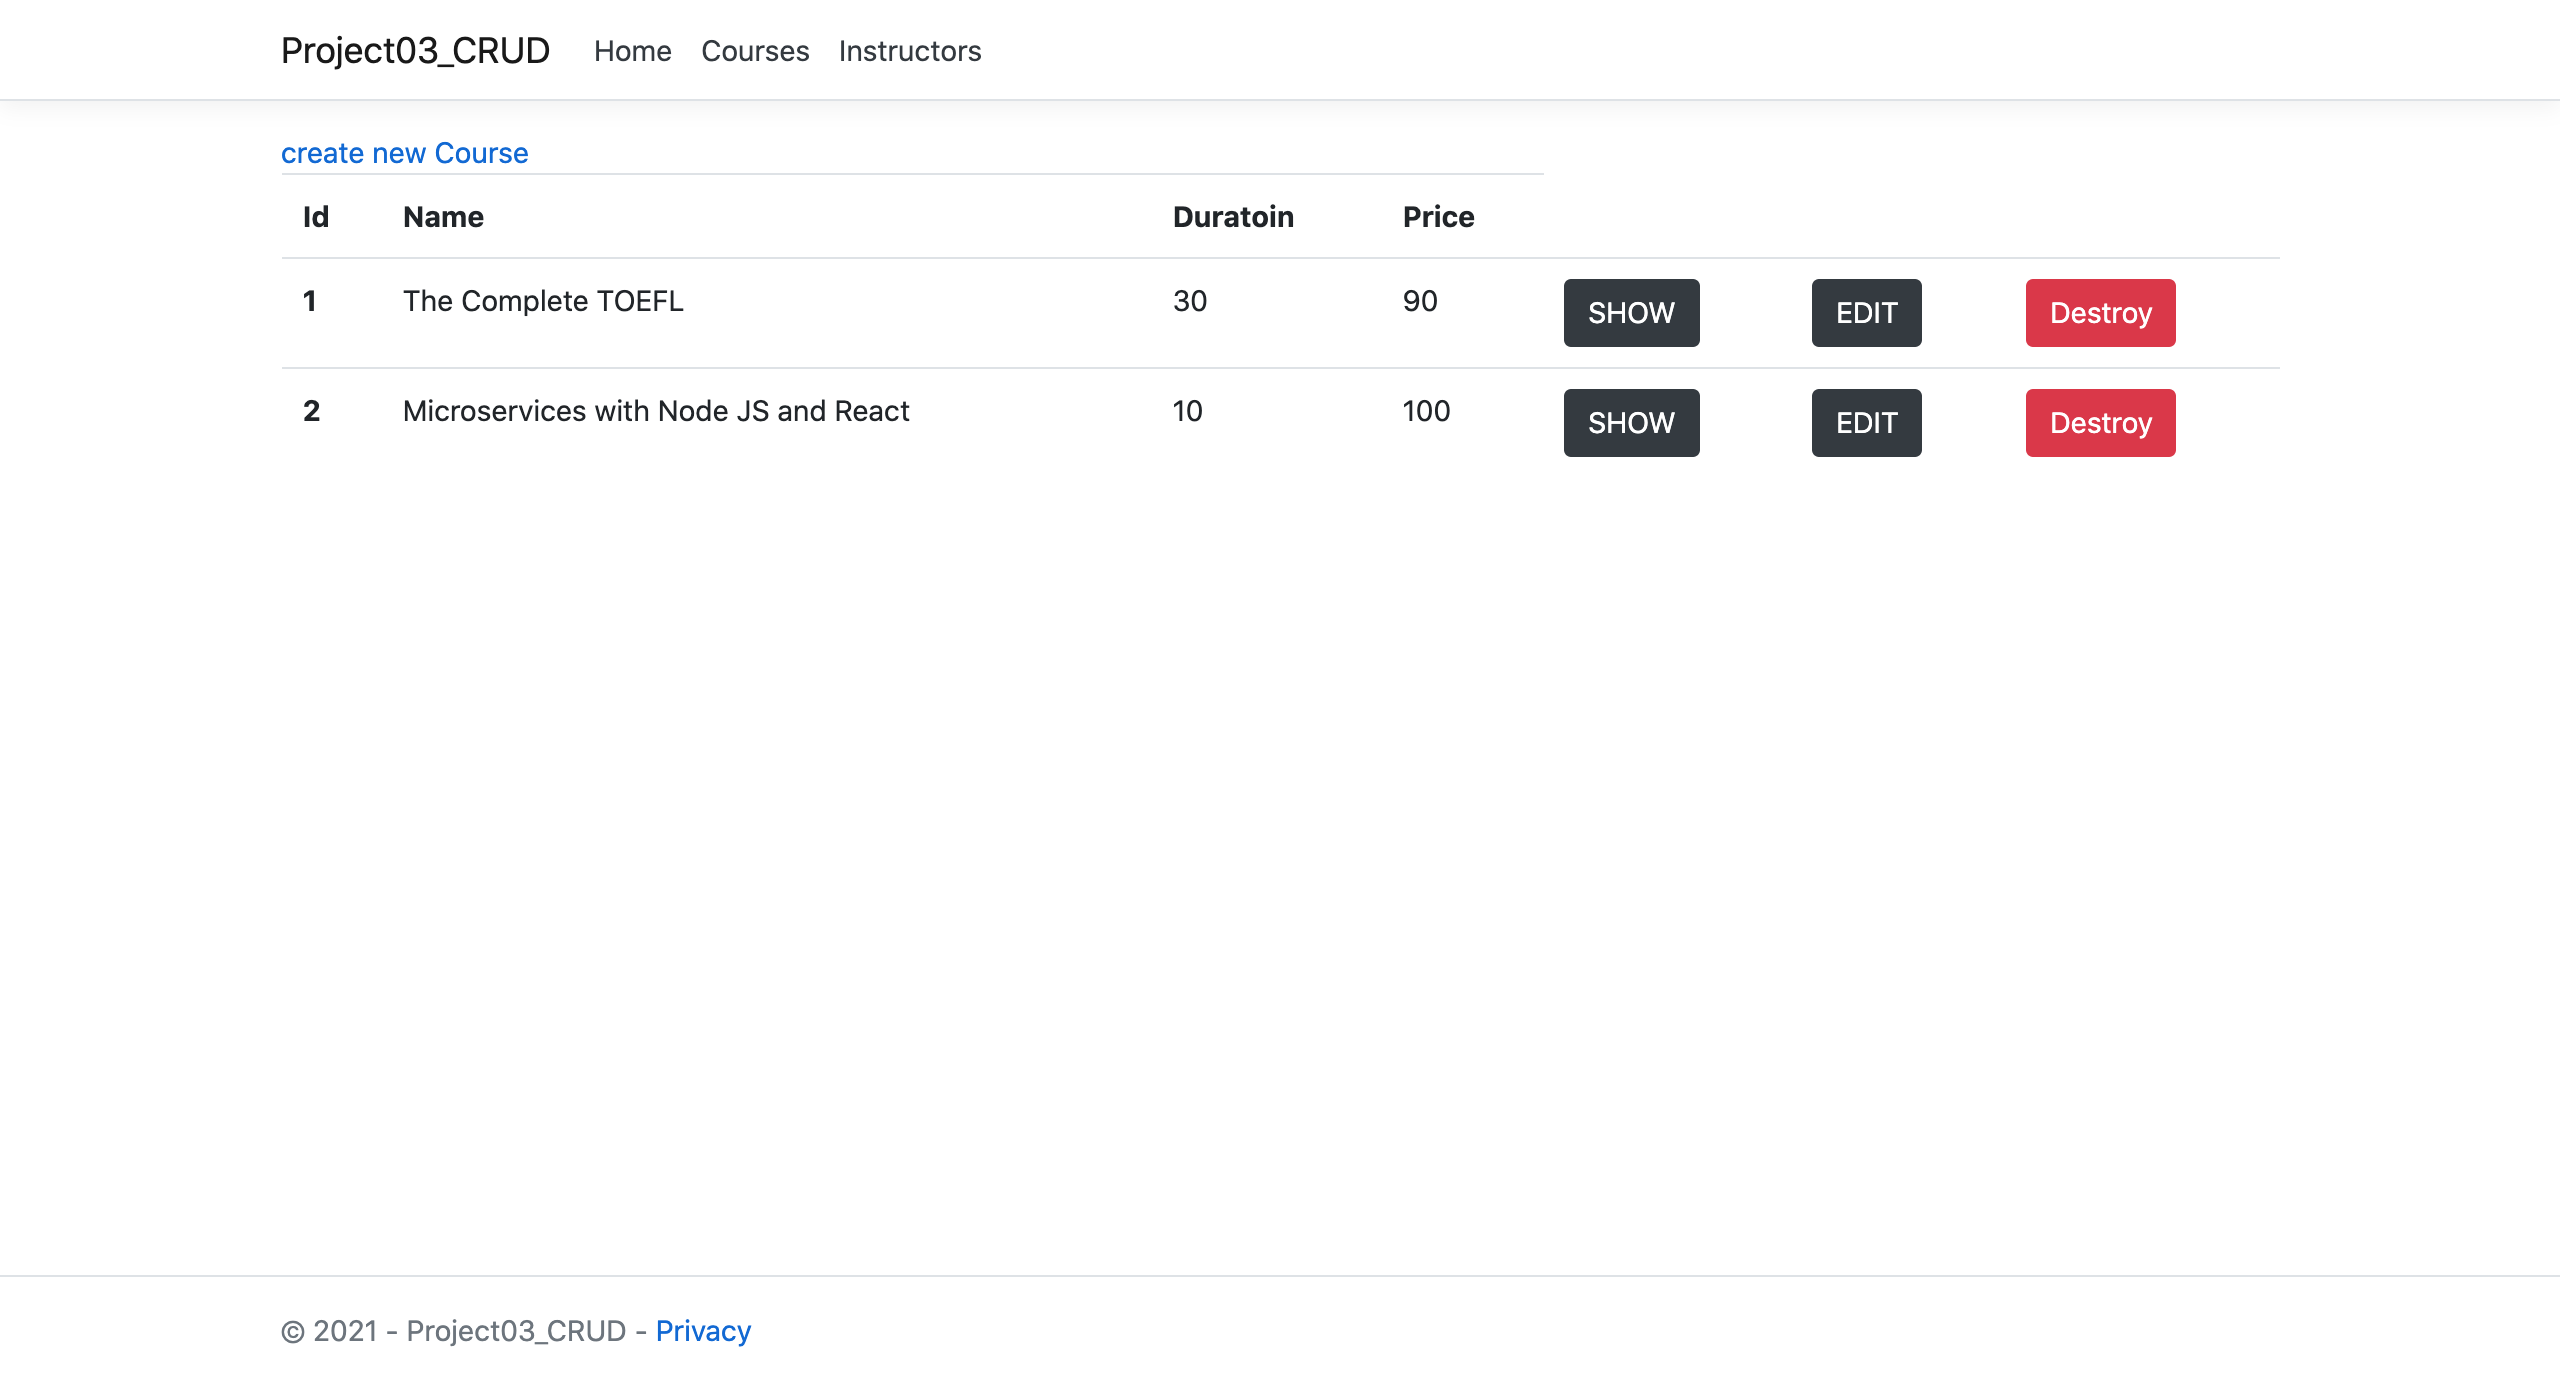 Project03_CRUD Home Courses Instructors
create new Course
Id Name Duratoin Price
1 The Complete TOEFL 30 90 SHOW EDIT Destroy
2 Microservices with Node JS and React 10 100 SHOW EDIT Destroy
© 2021 - Project03_CRUD - Privacy